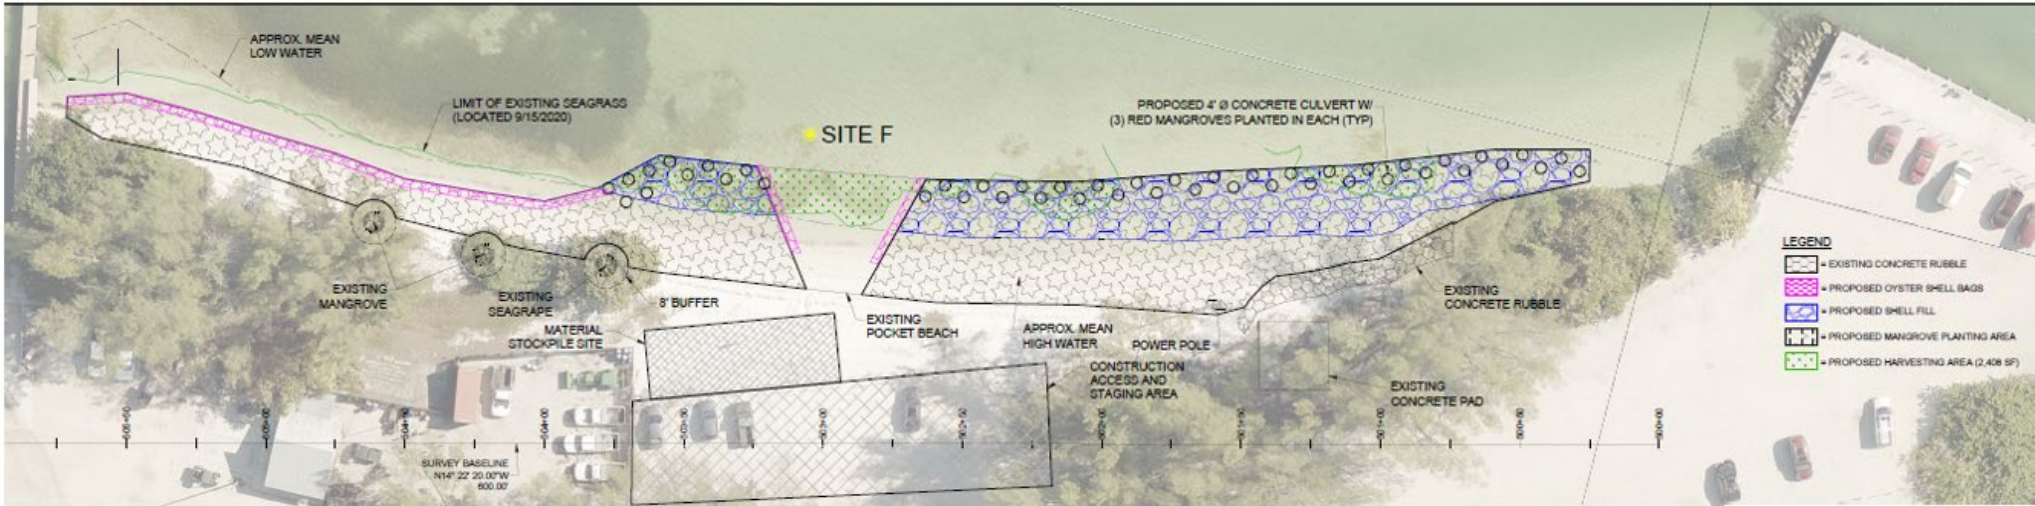 APPROX. MEAN
LOW WATER
LIMIT OF EXISTING SEAGRASS
(LOCATED 9/15/2020)
SITE F
PROPOSED 4' Ø CONCRETE CULVERT W/
(3) RED MANGROVES PLANTED IN EACH (TYP)
EXISTING
MANGROVE
EXISTING
SEAGRAPE
8' BUFFER
MATERIAL
STOCKPILE SITE
EXISTING
POCKET BEACH
APPROX. MEAN
HIGH WATER
POWER POLE
CONSTRUCTION
ACCESS AND
STAGING AREA
EXISTING
CONCRETE RUBBLE
EXISTING
CONCRETE PAD
SURVEY BASELINE
N14° 22' 20.00"W
600.00'
LEGEND
= EXISTING CONCRETE RUBBLE
= PROPOSED OYSTER SHELL BAGS
= PROPOSED SHELL FILL
= PROPOSED MANGROVE PLANTING AREA
= PROPOSED HARVESTING AREA (2,408 SF)